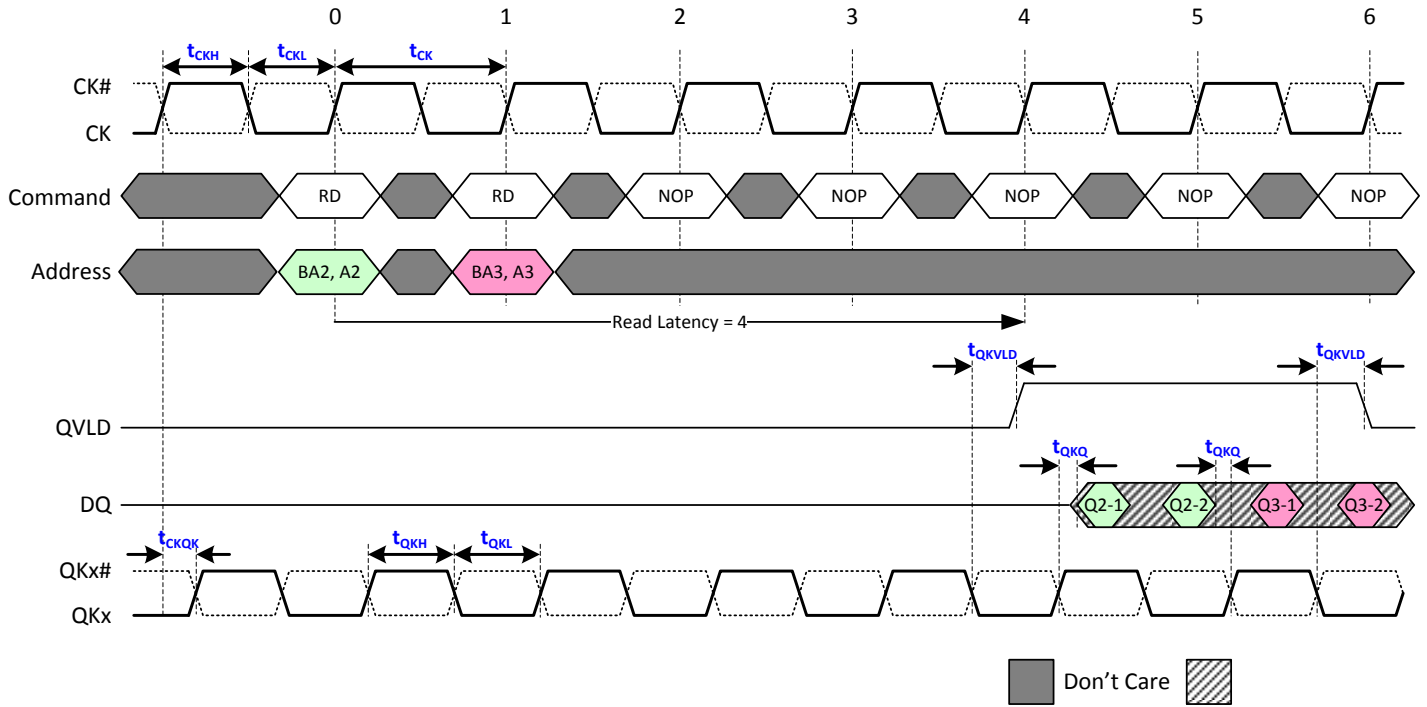 0 1 2 3 4 5 6
tCKH tCKL tCK
CK#
CK
Command RD RD NOP NOP NOP NOP NOP
Address BA2, A2 BA3, A3
Read Latency = 4
tQKVLD tQKVLD
QVLD
tQKQ tQKQ
DQ Q2-1 Q2-2 Q3-1 Q3-2
tCKQK tQKH tQKL
QKx#
QKx
Don't Care